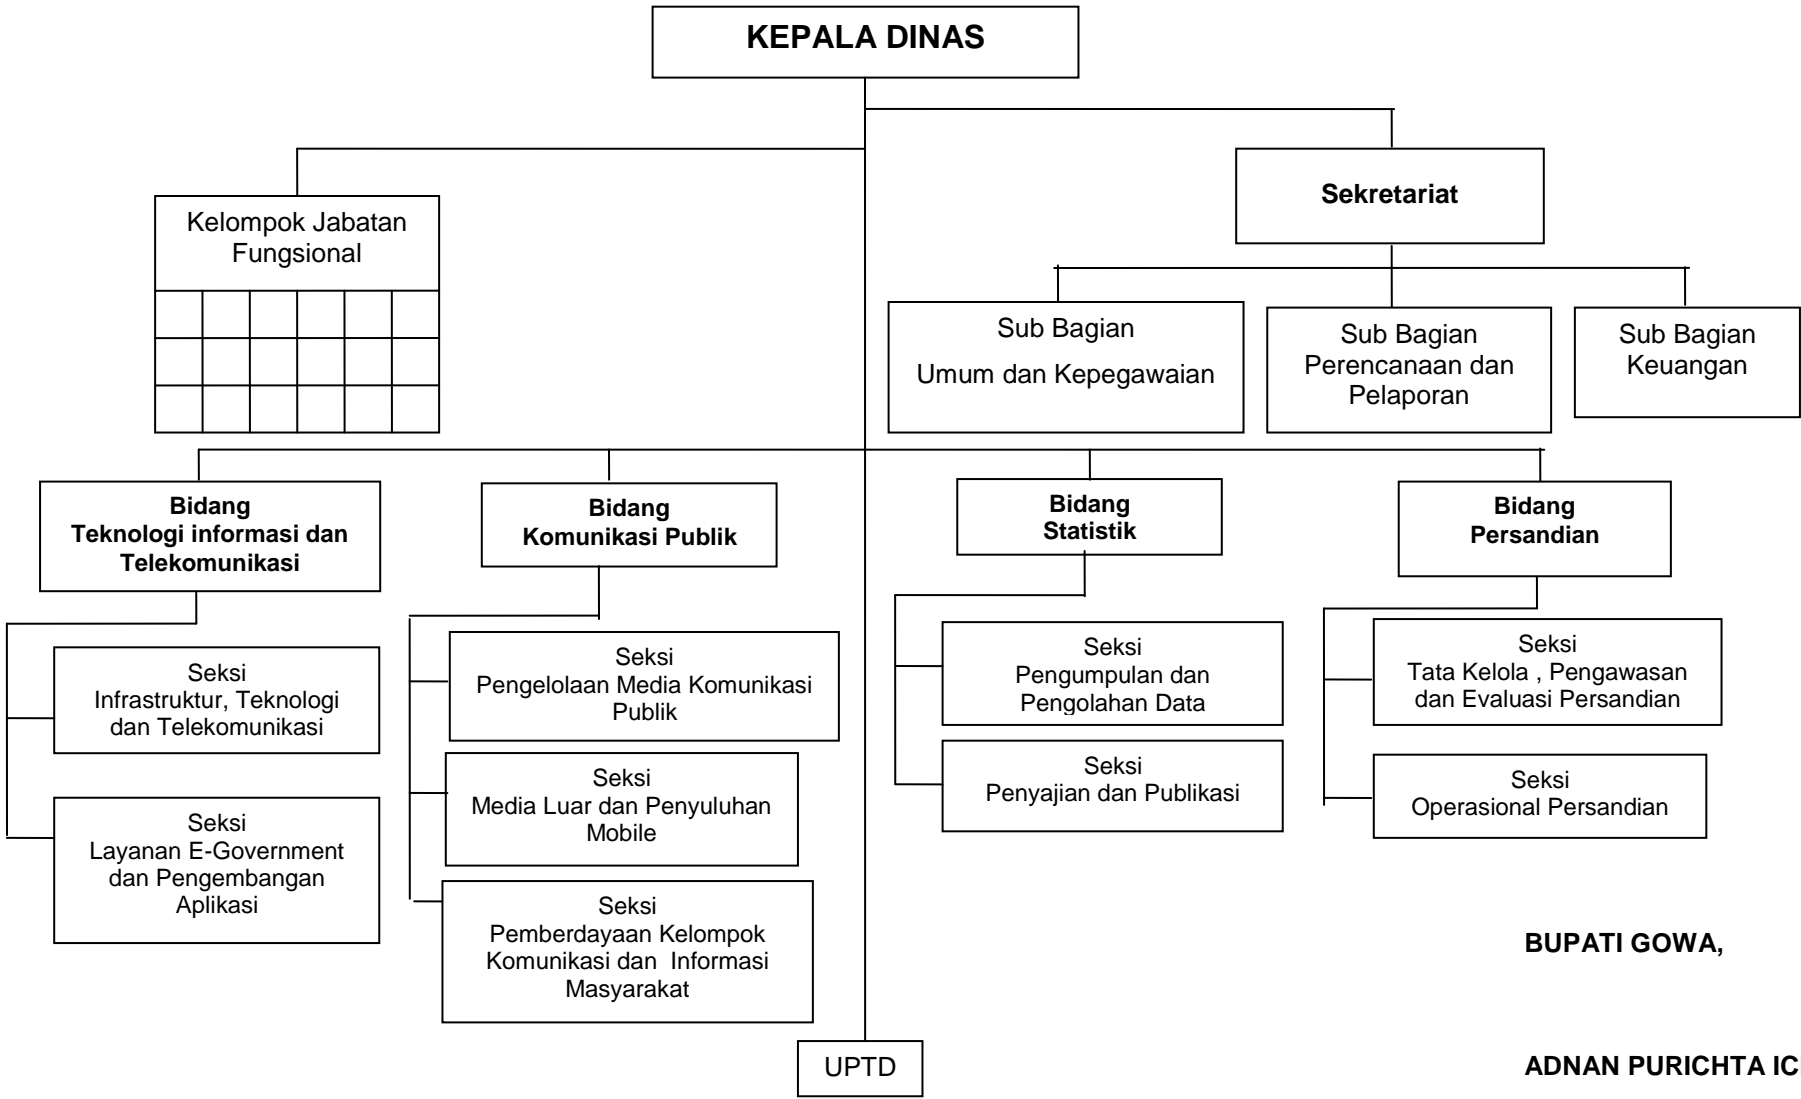 KEPALA DINAS
Sekretariat
Kelompok Jabatan
Fungsional
Sub Bagian
Umum dan Kepegawaian
Sub Bagian
Perencanaan dan
Pelaporan
Sub Bagian
Keuangan
Bidang
Teknologi informasi dan
Telekomunikasi
Bidang
Komunikasi Publik
Bidang
Statistik
Bidang
Persandian
Seksi
Infrastruktur, Teknologi
dan Telekomunikasi
Seksi
Layanan E-Government
dan Pengembangan
Aplikasi
Seksi
Pengelolaan Media Komunikasi
Publik
Seksi
Media Luar dan Penyuluhan
Mobile
Seksi
Pemberdayaan Kelompok
Komunikasi dan  Informasi
Masyarakat
Seksi
Pengumpulan dan
Pengolahan Data
Seksi
Penyajian dan Publikasi
Seksi
Tata Kelola , Pengawasan
dan Evaluasi Persandian
Seksi
Operasional Persandian
UPTD
BUPATI GOWA,
ADNAN PURICHTA IC